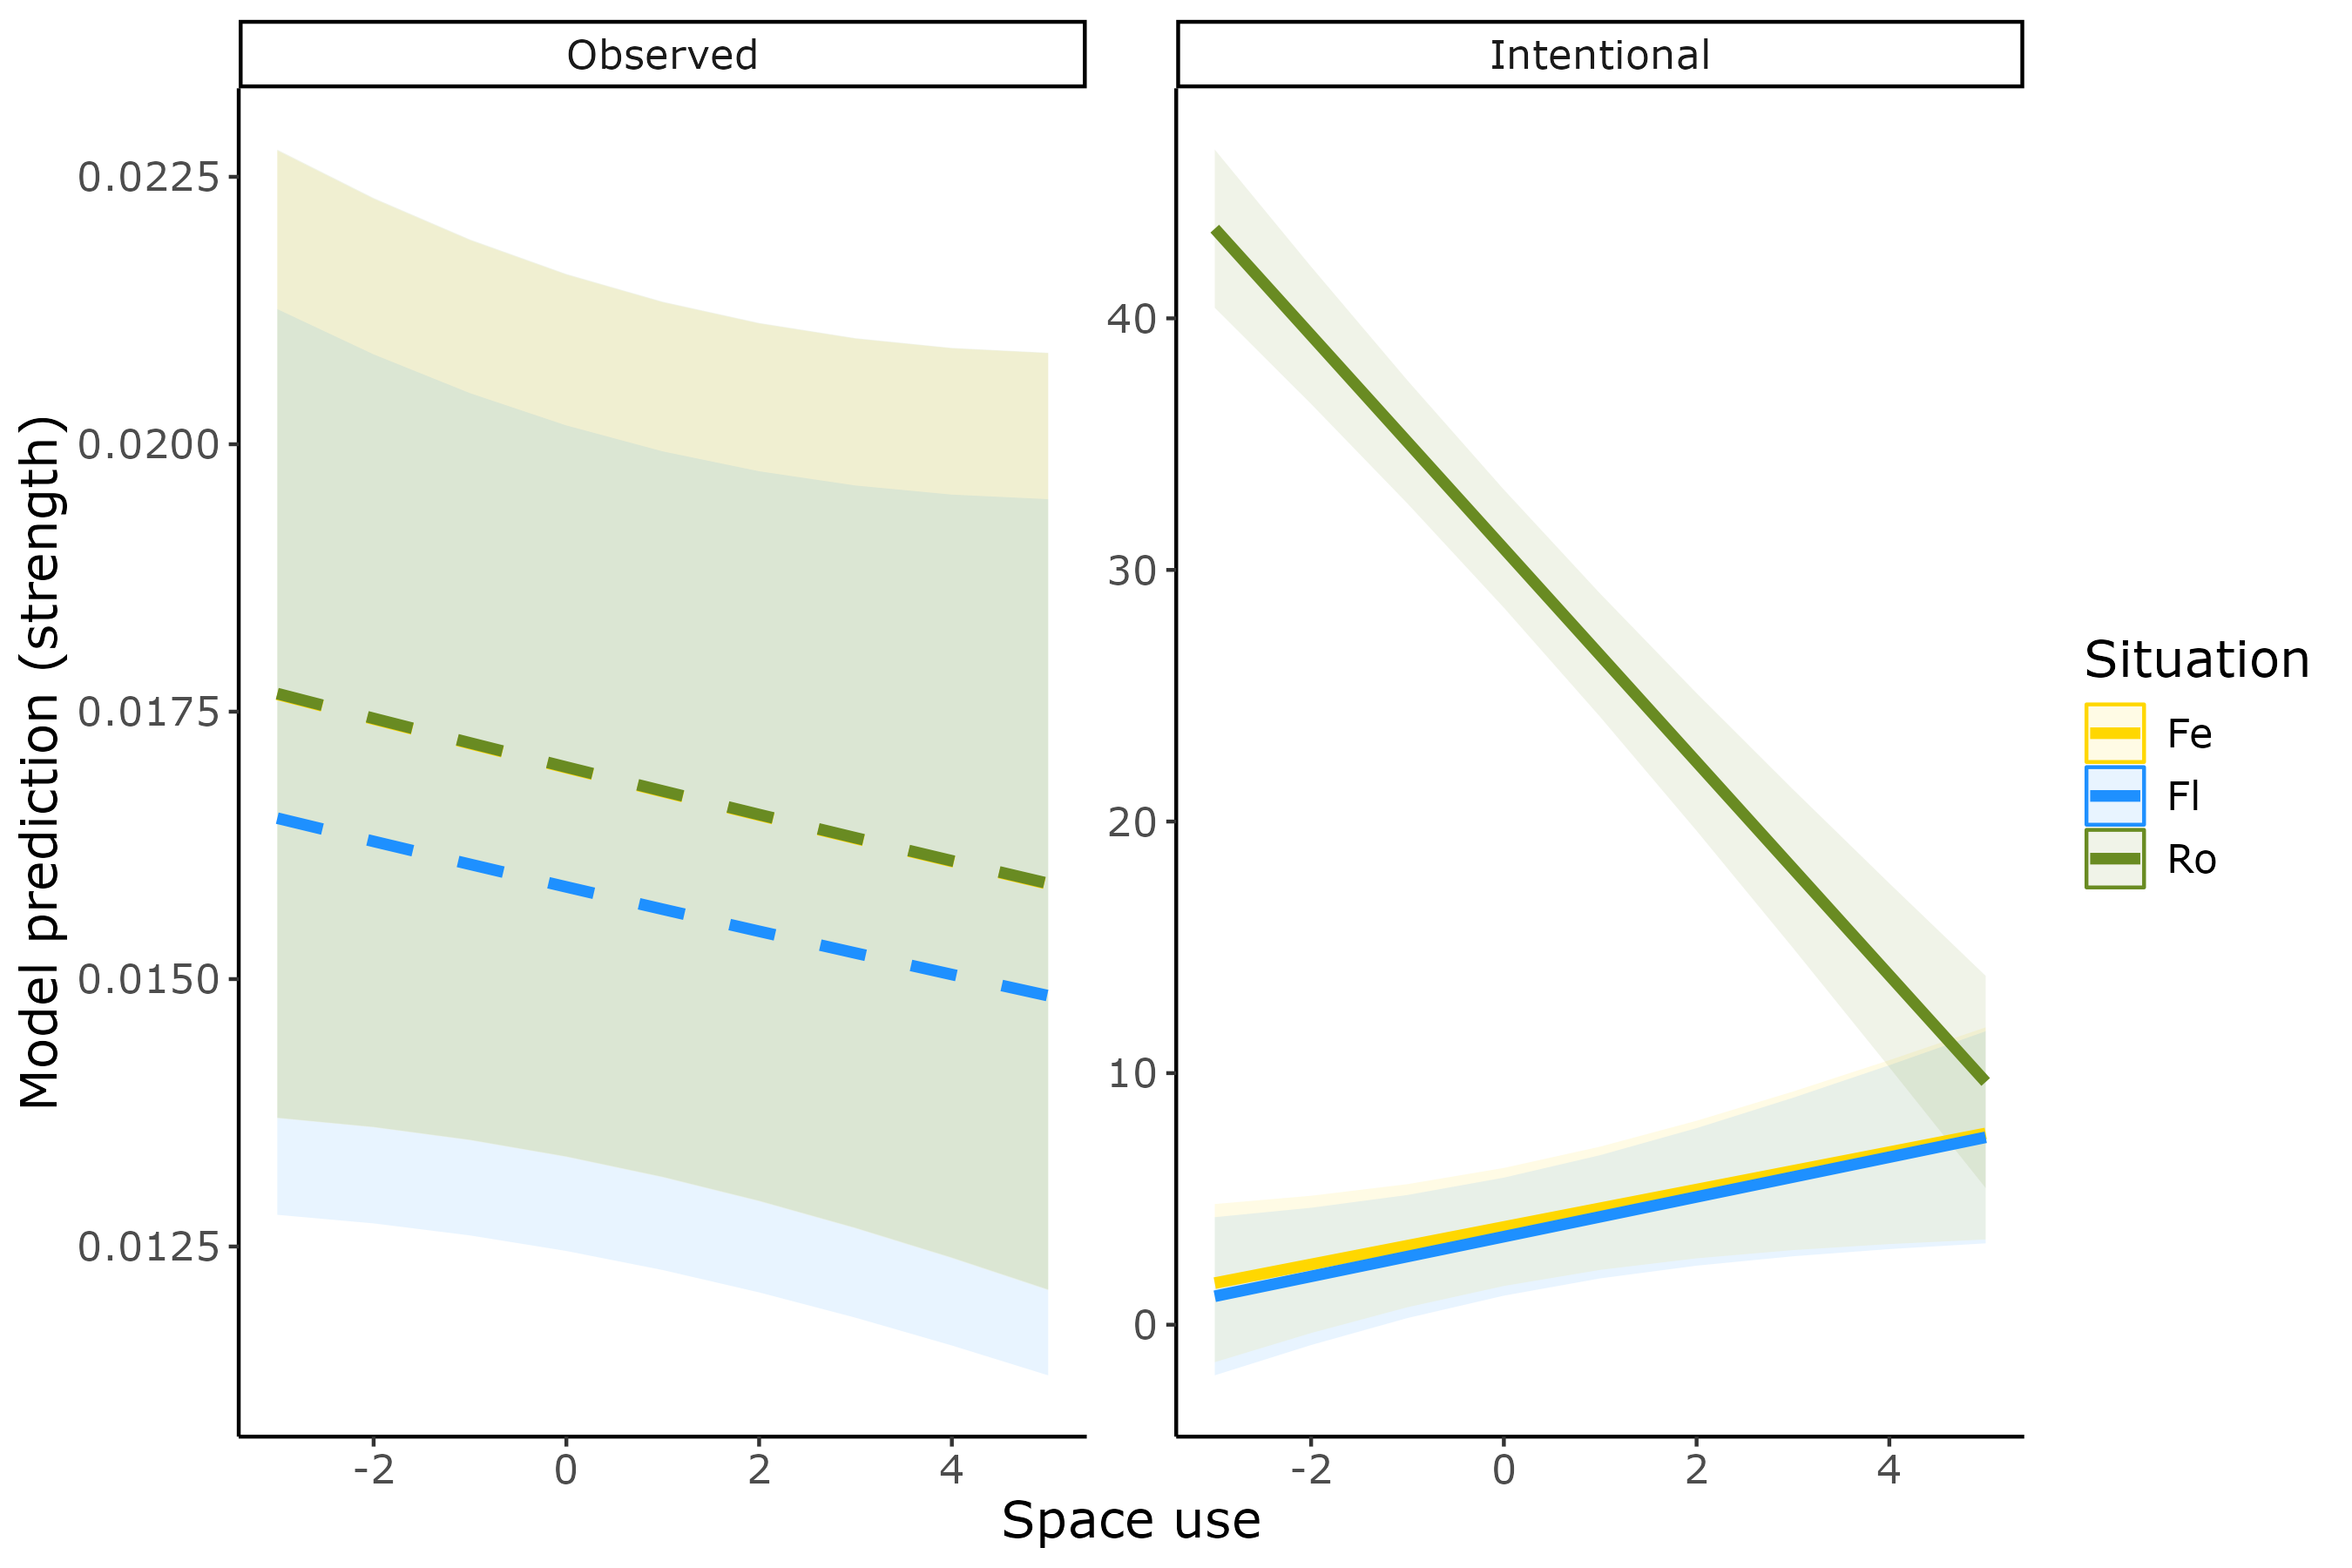 Observed
Intentional
Model prediction (strength)
0.0225
0.0200
0.0175
0.0150
0.0125
-2 0 2 4
40
30
20
10
0
-2 0 2 4
Space use
Situation
Fe
Fl
Ro